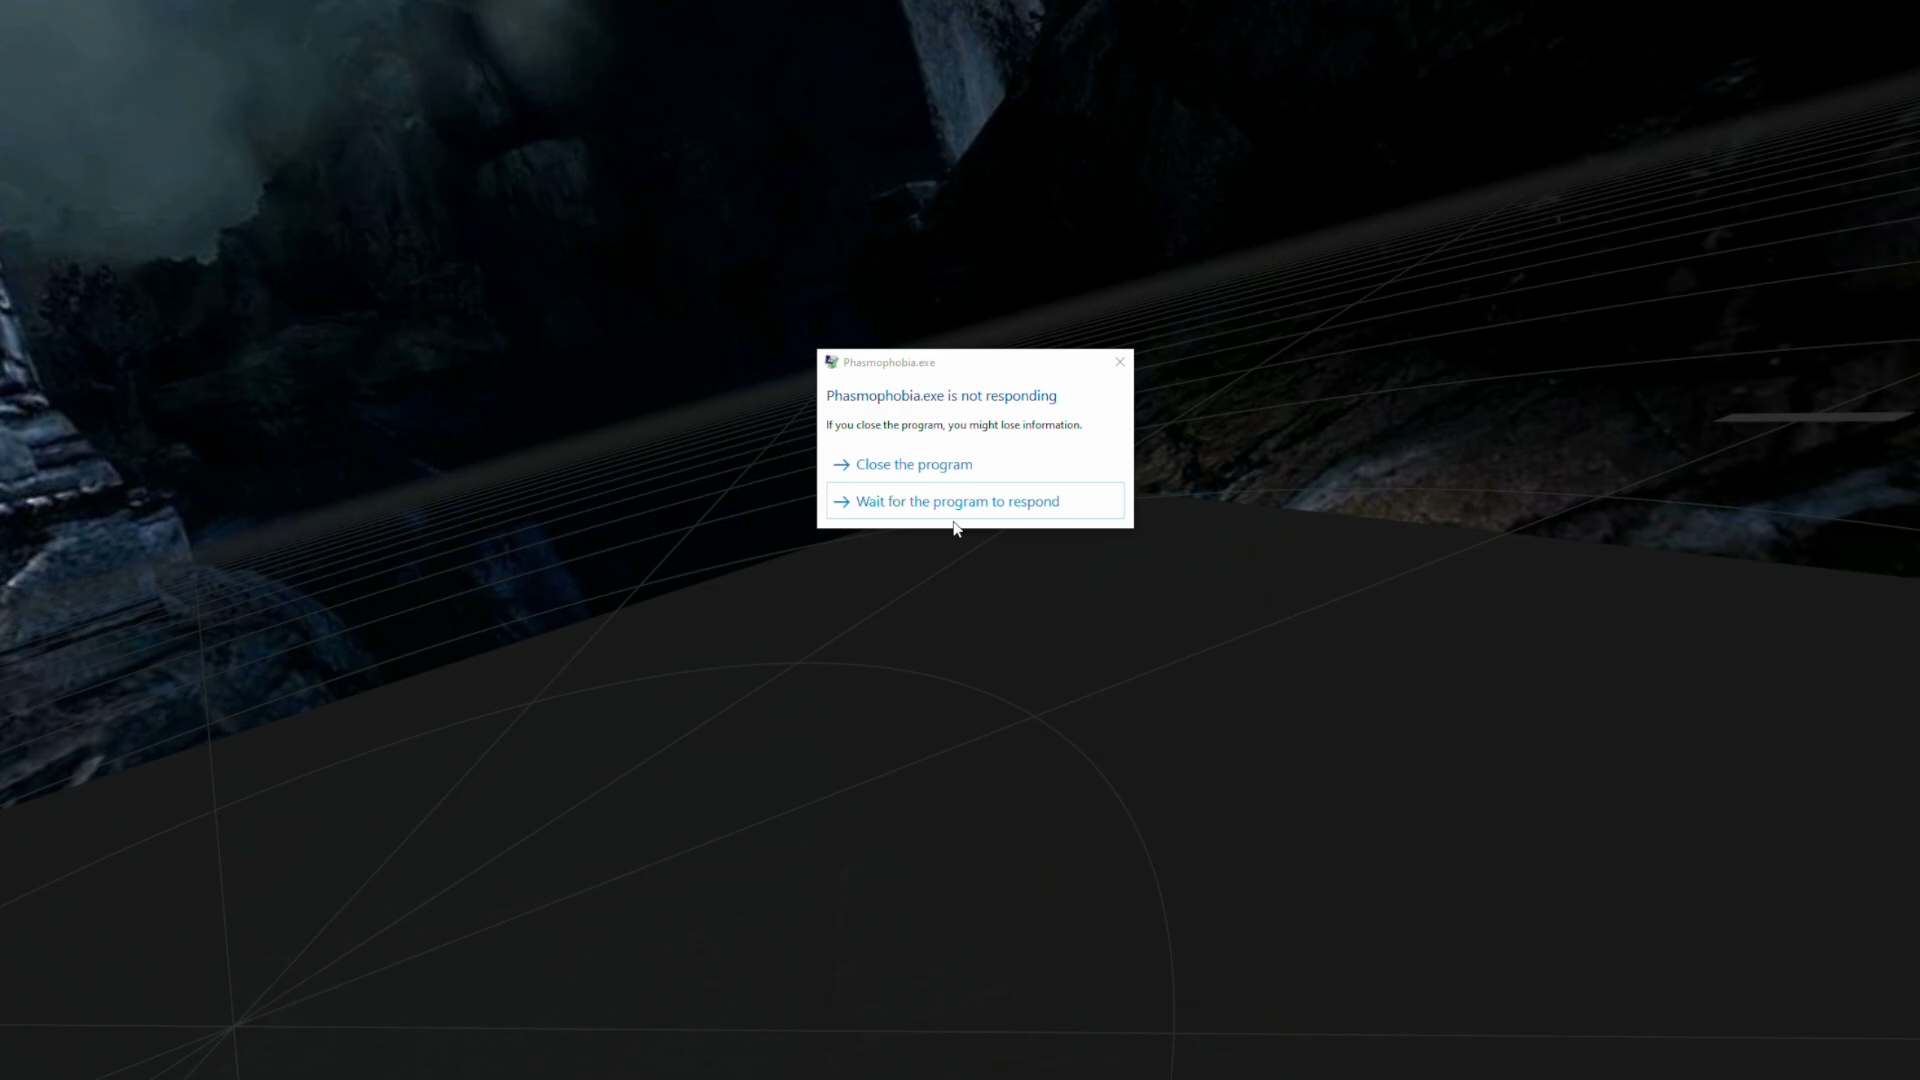 Phasmophobia.exe
Phasmophobia.exe is not responding
If you close the program, you might lose information.
Close the program
Wait for the program to respond